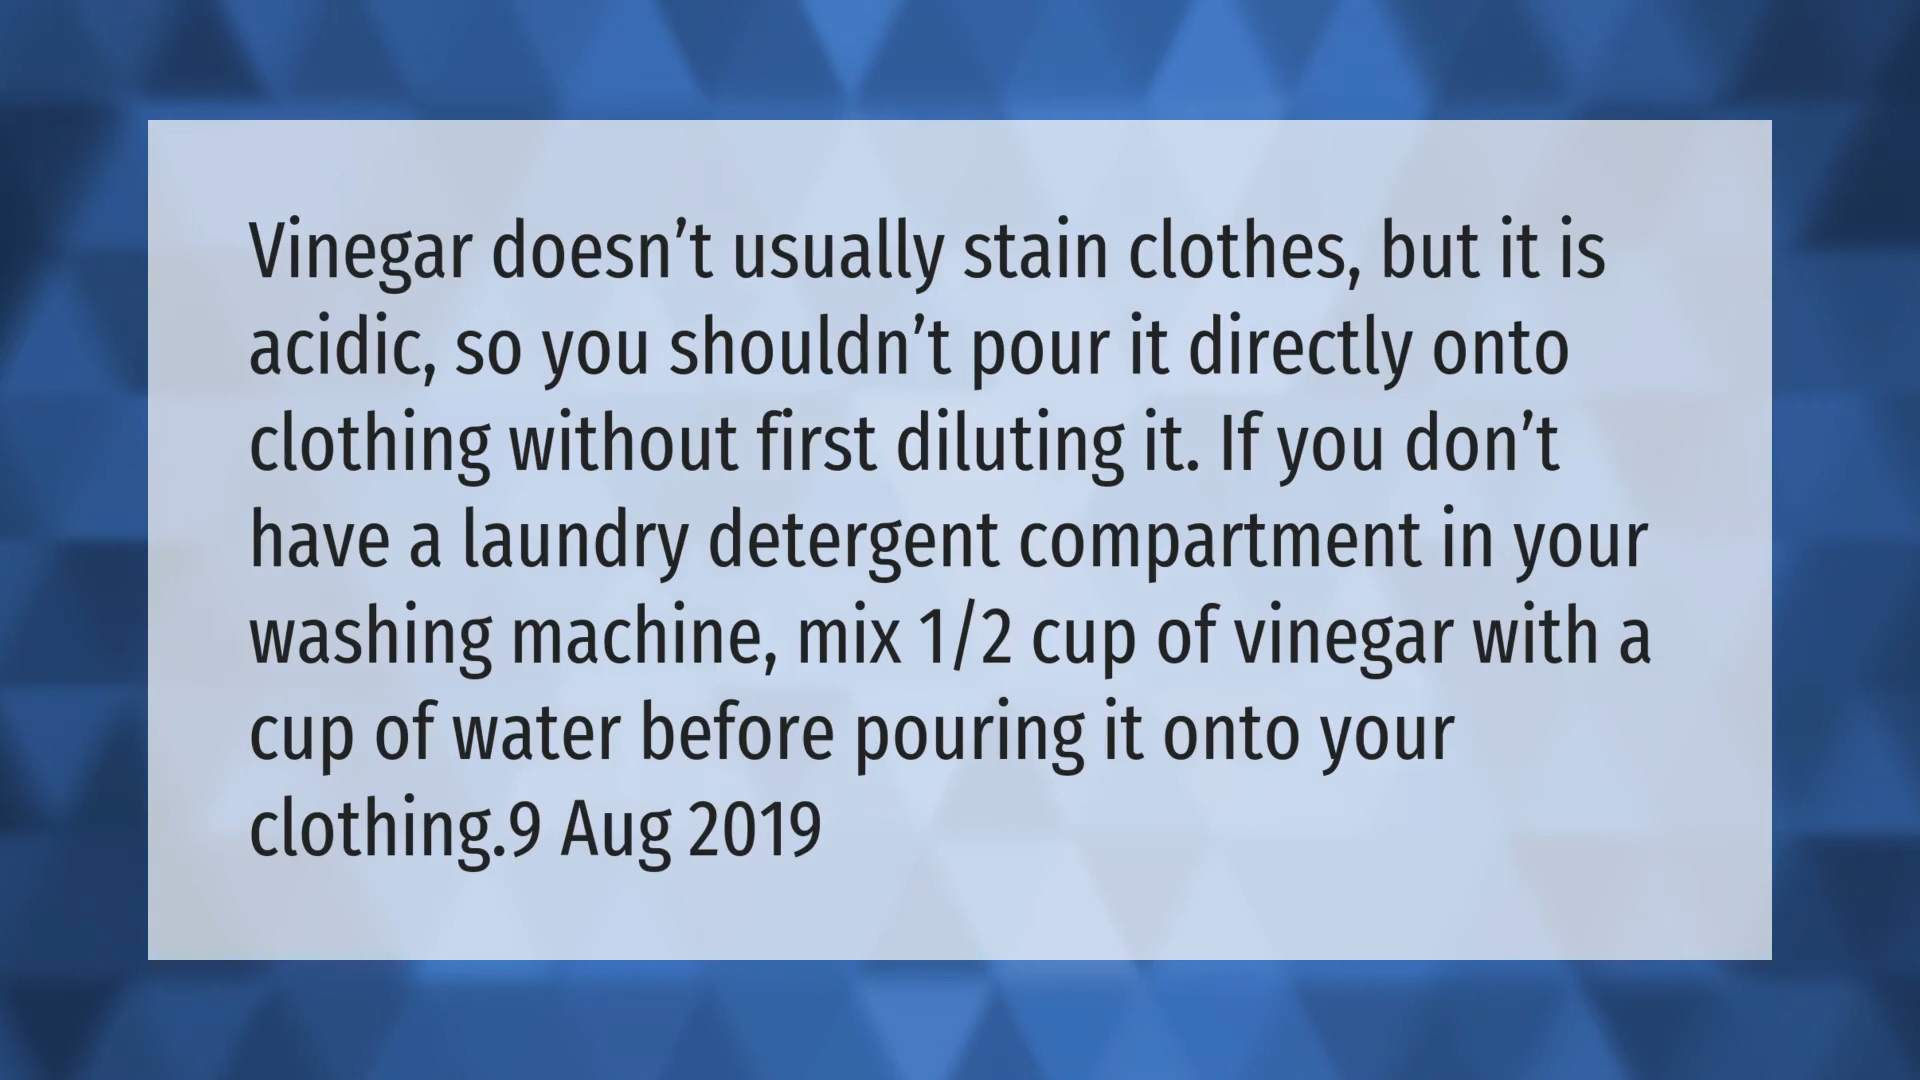 Vinegar doesn’t usually stain clothes, but it is
acidic, so you shouldn’t pour it directly onto
clothing without first diluting it. If you don’t
have a laundry detergent compartment in your
washing machine, mix 1/2 cup of vinegar with a
cup of water before pouring it onto your
clothing.9 Aug 2019